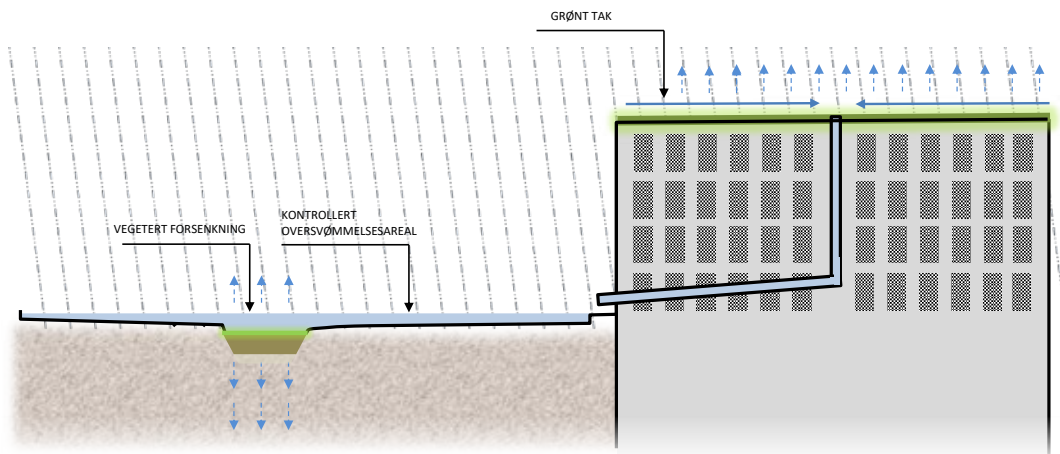 GRØNT TAK
VEGETERT FORSENKNING
KONTROLLERT
OVERSVØMMELSESAREAL